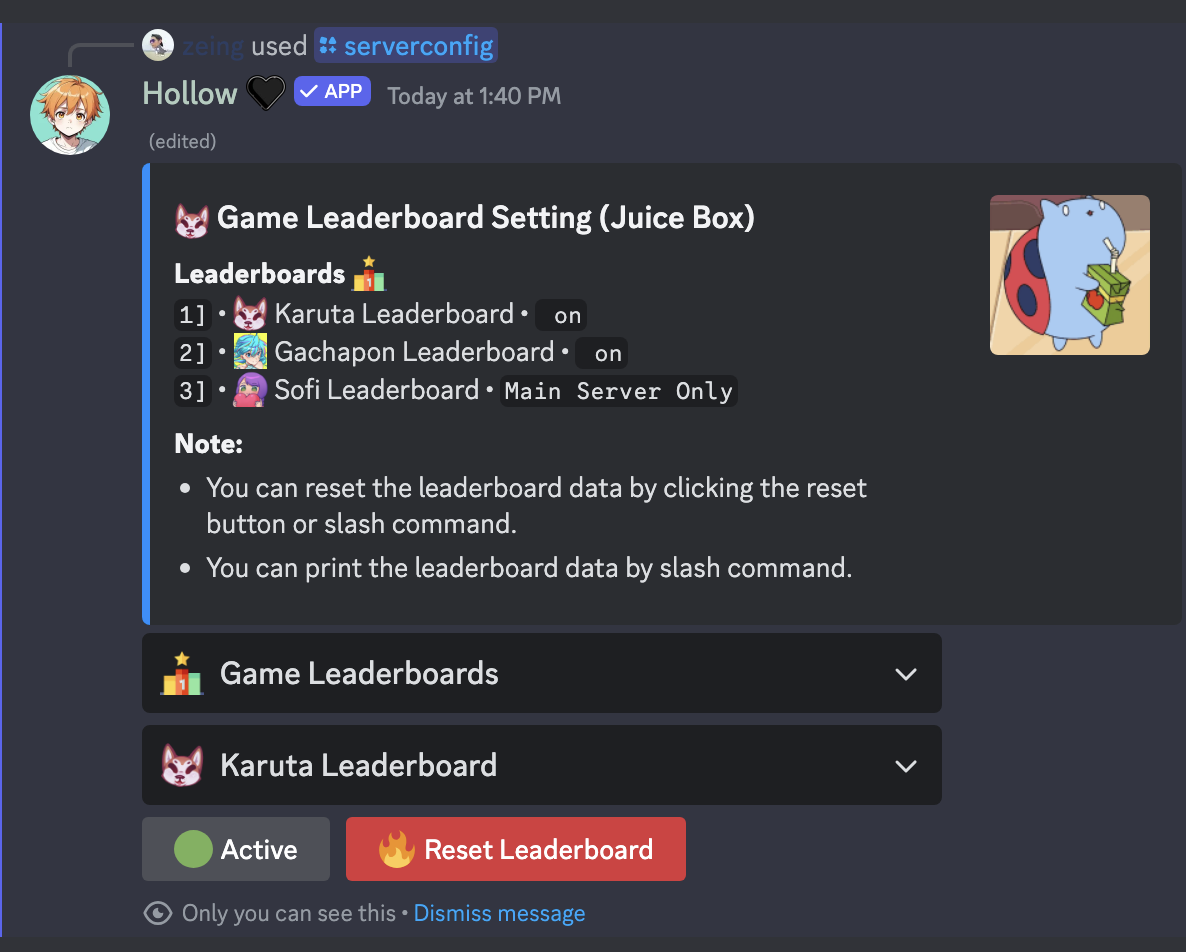 zeing used serverconfig
Hollow APP Today at 1:40 PM
(edited)
Game Leaderboard Setting (Juice Box)
Leaderboards
1] • Karuta Leaderboard • on
2] • Gachapon Leaderboard • on
3] • Sofi Leaderboard • Main Server Only
Note:
• You can reset the leaderboard data by clicking the reset
button or slash command.
• You can print the leaderboard data by slash command.
Game Leaderboards
Karuta Leaderboard
Active Reset Leaderboard
Only you can see this • Dismiss message